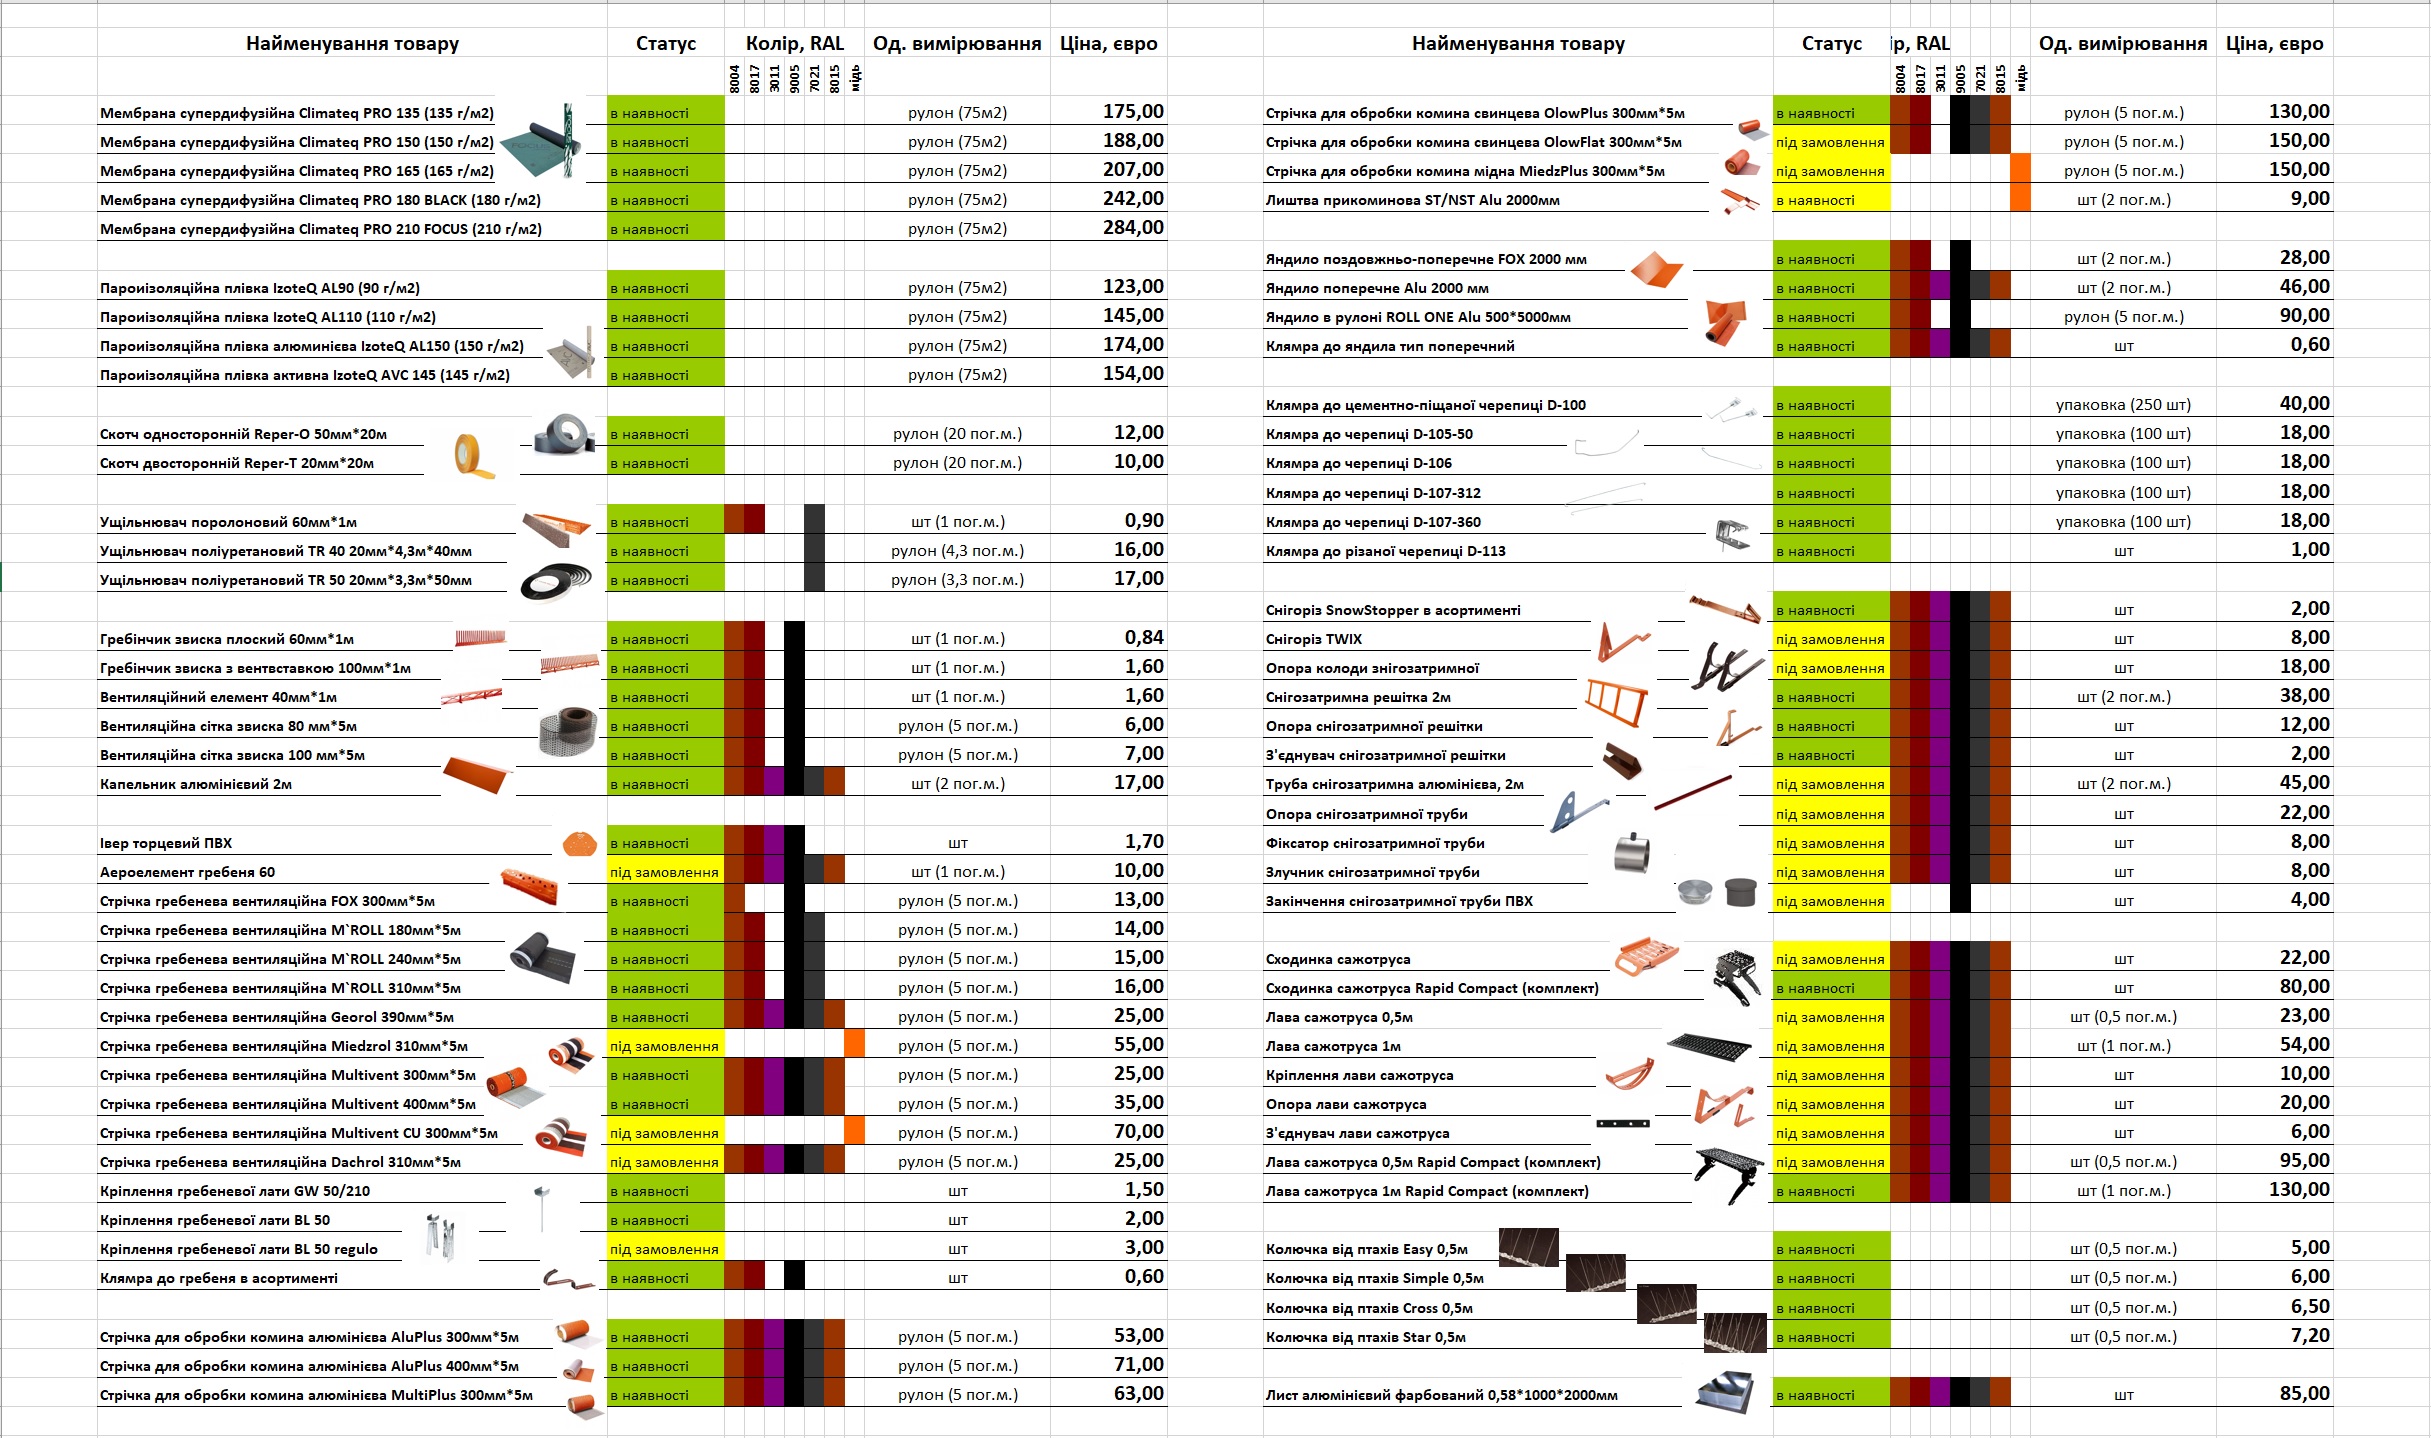 Найменування товару Статус Колір, RAL Од. вимірювання Ціна, євро
8004 8017 3011 9005 7021 8015 мідь
Мембрана супердифузійна Climateq PRO 135 (135 г/м2) в наявності рулон (75м2) 175,00
Мембрана супердифузійна Climateq PRO 150 (150 г/м2) в наявності рулон (75м2) 188,00
Мембрана супердифузійна Climateq PRO 165 (165 г/м2) в наявності рулон (75м2) 207,00
Мембрана супердифузійна Climateq PRO 180 BLACK (180 г/м2) в наявності рулон (75м2) 242,00
Мембрана супердифузійна Climateq PRO 210 FOCUS (210 г/м2) в наявності рулон (75м2) 284,00
Пароизоляційна плівка IzoteQ AL90 (90 г/м2) в наявності рулон (75м2) 123,00
Пароизоляційна плівка IzoteQ AL110 (110 г/м2) в наявності рулон (75м2) 145,00
Пароизоляційна плівка алюминієва IzoteQ AL150 (150 г/м2) в наявності рулон (75м2) 174,00
Пароизоляційна плівка активна IzoteQ AVC 145 (145 г/м2) в наявності рулон (75м2) 154,00
Скотч односторонній Reper-O 50мм*20м в наявності рулон (20 пог.м.) 12,00
Скотч двосторонній Reper-T 20мм*20м в наявності рулон (20 пог.м.) 10,00
Ущільнювач поролоновий 60мм*1м в наявності шт (1 пог.м.) 0,90
Ущільнювач поліуретановий TR 40 20мм*4,3м*40мм в наявності рулон (4,3 пог.м.) 16,00
Ущільнювач поліуретановий TR 50 20мм*3,3м*50мм в наявності рулон (3,3 пог.м.) 17,00
Гребінчик звиска плоский 60мм*1м в наявності шт (1 пог.м.) 0,84
Гребінчик звиска з вентвставкою 100мм*1м в наявності шт (1 пог.м.) 1,60
Вентиляційний елемент 40мм*1м в наявності шт (1 пог.м.) 1,60
Вентиляційна сітка звиска 80 мм*5м в наявності рулон (5 пог.м.) 6,00
Вентиляційна сітка звиска 100 мм*5м в наявності рулон (5 пог.м.) 7,00
Капельник алюмінієвий 2м в наявності шт (2 пог.м.) 17,00
Івер торцевий ПВХ в наявності шт 1,70
Аероелемент гребеня 60 під замовлення шт (1 пог.м.) 10,00
Стрічка гребенева вентиляційна FOX 300мм*5м в наявності рулон (5 пог.м.) 13,00
Стрічка гребенева вентиляційна M`ROLL 180мм*5м в наявності рулон (5 пог.м.) 14,00
Стрічка гребенева вентиляційна M`ROLL 240мм*5м в наявності рулон (5 пог.м.) 15,00
Стрічка гребенева вентиляційна M`ROLL 310мм*5м в наявності рулон (5 пог.м.) 16,00
Стрічка гребенева вентиляційна Georol 390мм*5м в наявності рулон (5 пог.м.) 25,00
Стрічка гребенева вентиляційна Miedzrol 310мм*5м під замовлення рулон (5 пог.м.) 55,00
Стрічка гребенева вентиляційна Multivent 300мм*5м в наявності рулон (5 пог.м.) 25,00
Стрічка гребенева вентиляційна Multivent 400мм*5м в наявності рулон (5 пог.м.) 35,00
Стрічка гребенева вентиляційна Multivent CU 300мм*5м під замовлення рулон (5 пог.м.) 70,00
Стрічка гребенева вентиляційна Dachrol 310мм*5м під замовлення рулон (5 пог.м.) 25,00
Кріплення гребеневої лати GW 50/210 в наявності шт 1,50
Кріплення гребеневої лати BL 50 в наявності шт 2,00
Кріплення гребеневої лати BL 50 regulo під замовлення шт 3,00
Клямра до гребеня в асортименті в наявності шт 0,60
Стрічка для обробки комина алюмінієва AluPlus 300мм*5м в наявності рулон (5 пог.м.) 53,00
Стрічка для обробки комина алюмінієва AluPlus 400мм*5м в наявності рулон (5 пог.м.) 71,00
Стрічка для обробки комина алюмінієва MultiPlus 300мм*5м в наявності рулон (5 пог.м.) 63,00
Найменування товару Статус ір, RAL Од. вимірювання Ціна, євро
8004 8017 3011 9005 7021 8015 мідь
Стрічка для обробки комина свинцева OlowPlus 300мм*5м в наявності рулон (5 пог.м.) 130,00
Стрічка для обробки комина свинцева OlowFlat 300мм*5м під замовлення рулон (5 пог.м.) 150,00
Стрічка для обробки комина мідна MiedzPlus 300мм*5м під замовлення рулон (5 пог.м.) 150,00
Лиштва прикоминова ST/NST Alu 2000мм в наявності шт (2 пог.м.) 9,00
Яндило поздовжньо-поперечне FOX 2000 мм в наявності шт (2 пог.м.) 28,00
Яндило поперечне Alu 2000 мм в наявності шт (2 пог.м.) 46,00
Яндило в рулоні ROLL ONE Alu 500*5000мм в наявності рулон (5 пог.м.) 90,00
Клямра до яндила тип поперечний в наявності шт 0,60
Клямра до цементно-піщаної черепиці D-100 в наявності упаковка (250 шт) 40,00
Клямра до черепиці D-105-50 в наявності упаковка (100 шт) 18,00
Клямра до черепиці D-106 в наявності упаковка (100 шт) 18,00
Клямра до черепиці D-107-312 в наявності упаковка (100 шт) 18,00
Клямра до черепиці D-107-360 в наявності упаковка (100 шт) 18,00
Клямра до різаної черепиці D-113 в наявності шт 1,00
Снігоріз SnowStopper в асортименті в наявності шт 2,00
Снігоріз TWIX під замовлення шт 8,00
Опора колоди знігозатримної під замовлення шт 18,00
Снігозатримна решітка 2м в наявності шт (2 пог.м.) 38,00
Опора снігозатримної решітки в наявності шт 12,00
З'єднувач снігозатримної решітки в наявності шт 2,00
Труба снігозатримна алюмінієва, 2м під замовлення шт (2 пог.м.) 45,00
Опора снігозатримної труби під замовлення шт 22,00
Фіксатор снігозатримної труби під замовлення шт 8,00
Злучник снігозатримної труби під замовлення шт 8,00
Закінчення снігозатримної труби ПВХ під замовлення шт 4,00
Сходинка сажотруса під замовлення шт 22,00
Сходинка сажотруса Rapid Compact (комплект) в наявності шт 80,00
Лава сажотруса 0,5м під замовлення шт (0,5 пог.м.) 23,00
Лава сажотруса 1м під замовлення шт (1 пог.м.) 54,00
Кріплення лави сажотруса під замовлення шт 10,00
Опора лави сажотруса під замовлення шт 20,00
З'єднувач лави сажотруса під замовлення шт 6,00
Лава сажотруса 0,5м Rapid Compact (комплект) під замовлення шт (0,5 пог.м.) 95,00
Лава сажотруса 1м Rapid Compact (комплект) в наявності шт (1 пог.м.) 130,00
Колючка від птахів Easy 0,5м в наявності шт (0,5 пог.м.) 5,00
Колючка від птахів Simple 0,5м в наявності шт (0,5 пог.м.) 6,00
Колючка від птахів Cross 0,5м в наявності шт (0,5 пог.м.) 6,50
Колючка від птахів Star 0,5м в наявності шт (0,5 пог.м.) 7,20
Лист алюмінієвий фарбований 0,58*1000*2000мм в наявності шт 85,00